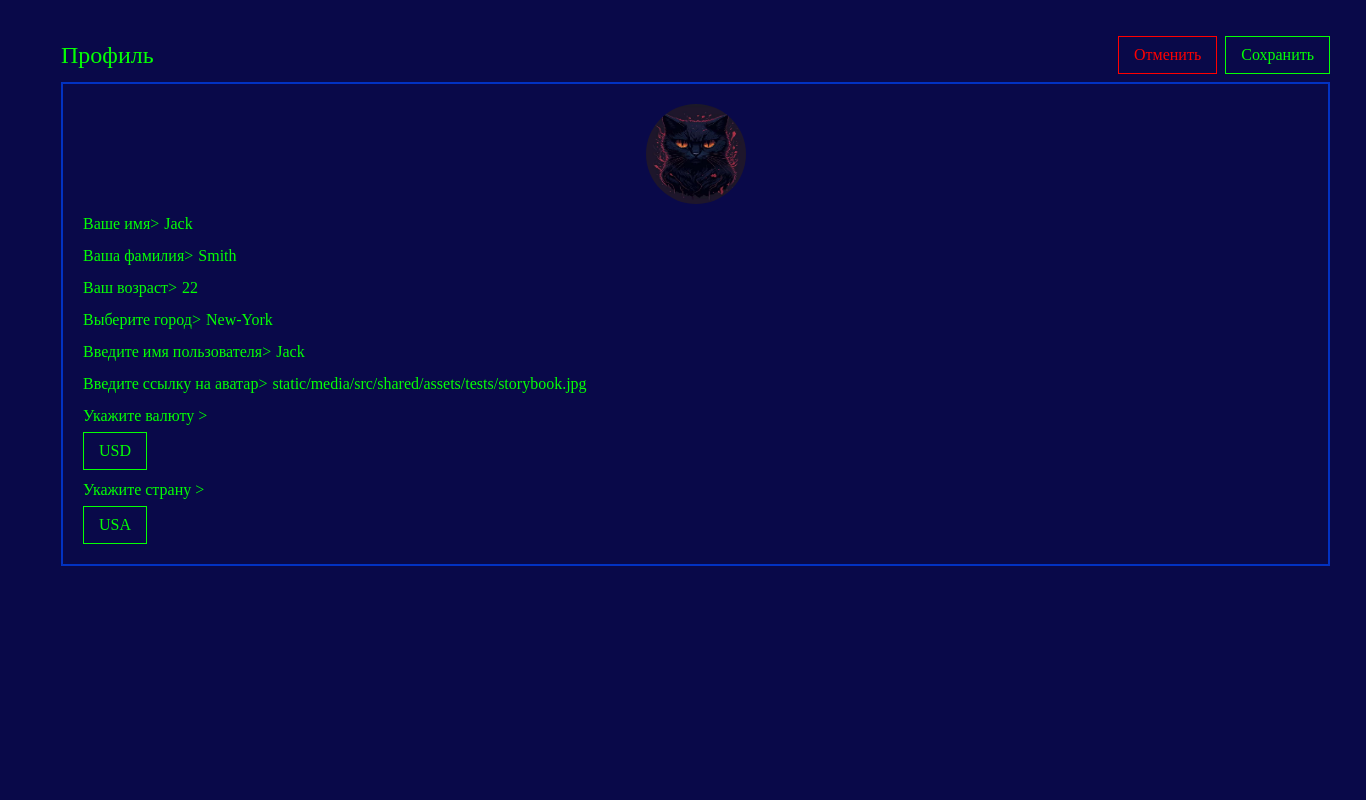 Профиль
Отменить
Сохранить
Ваше имя> Jack
Ваша фамилия> Smith
Ваш возраст> 22
Выберите город> New-York
Введите имя пользователя> Jack
Введите ссылку на аватар> static/media/src/shared/assets/tests/storybook.jpg
Укажите валюту >
USD
Укажите страну >
USA